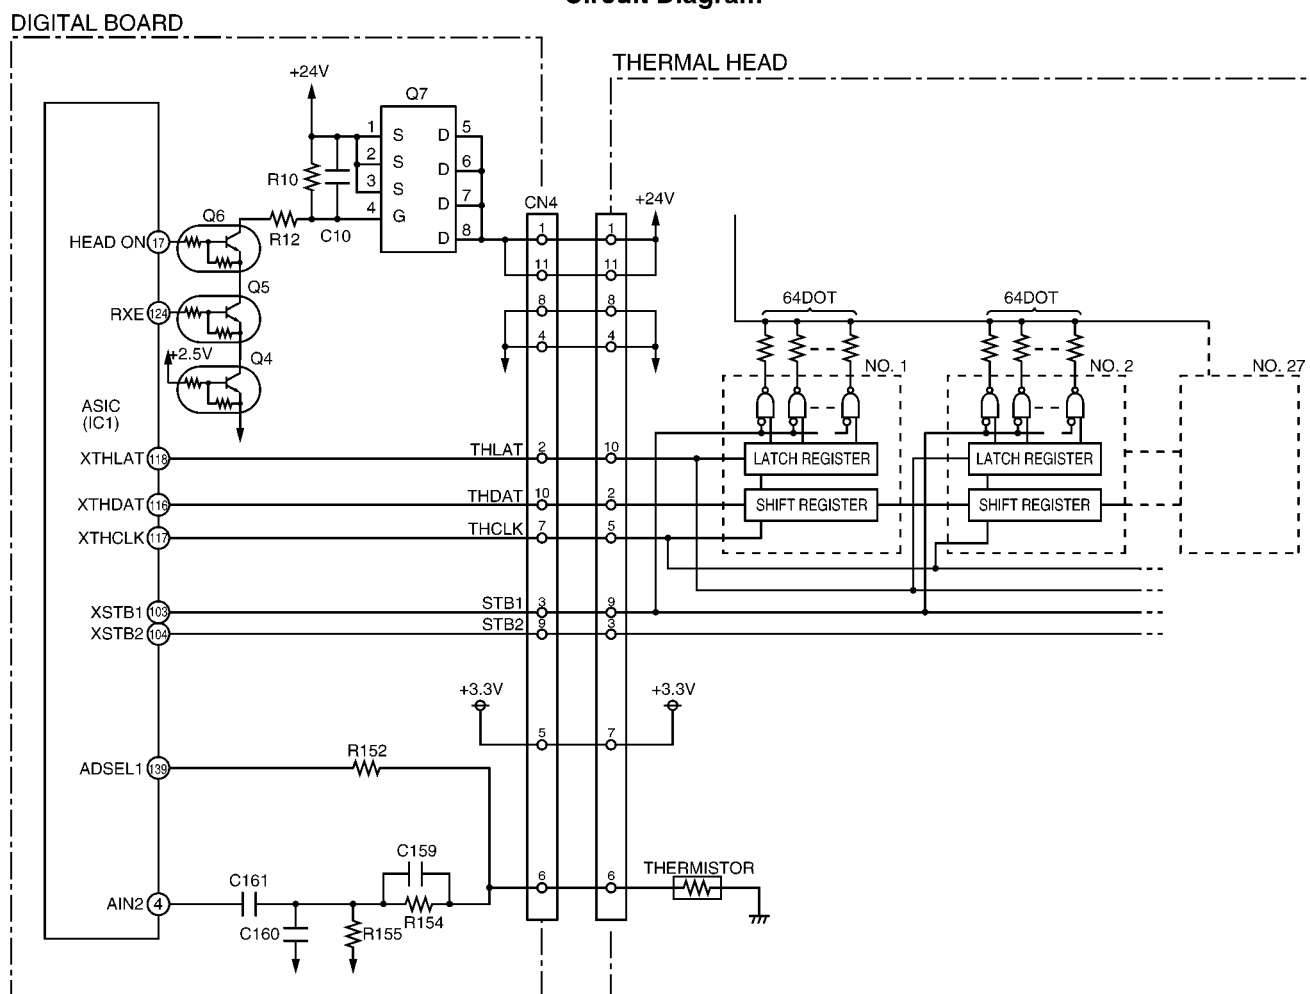 Circuit Diagram
DIGITAL BOARD
THERMAL HEAD
+24V
Q7
1 S D 5
2 S D 6
3 S D 7
4 G D 8
R10
C10
R12
Q6
HEAD ON 17
Q5
RXE 124
+2.5V
Q4
ASIC
(IC1)
CN4
+24V
1 1
11 11
8 8
4 4
64DOT 64DOT
NO. 1 NO. 2 NO. 27
XTHLAT 118 THLAT 2 10
LATCH REGISTER LATCH REGISTER
XTHDAT 116 THDAT 10 2
SHIFT REGISTER SHIFT REGISTER
XTHCLK 117 THCLK 7 5
XSTB1 103 STB1 3 9
XSTB2 104 STB2 9 3
+3.3V +3.3V
5 7
ADSEL1 139 R152
C159
6 6
THERMISTOR
AIN2 4 C161
R154
C160 R155